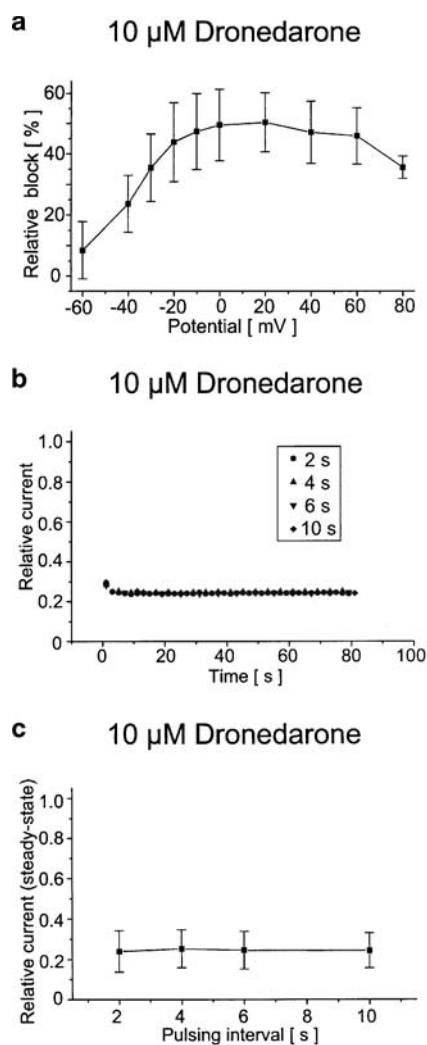 a
10 µM Dronedarone
Relative block [ % ]
60
40
20
0
-60 -40 -20 0 20 40 60 80
Potential [ mV ]
b
10 µM Dronedarone
Relative current
1.0
0.8
0.6
0.4
0.2
0 20 40 60 80 100
Time [ s ]
2 s
4 s
6 s
10 s
c
10 µM Dronedarone
Relative current (steady-state)
1.0
0.8
0.6
0.4
0.2
0
2 4 6 8 10
Pulsing interval [ s ]